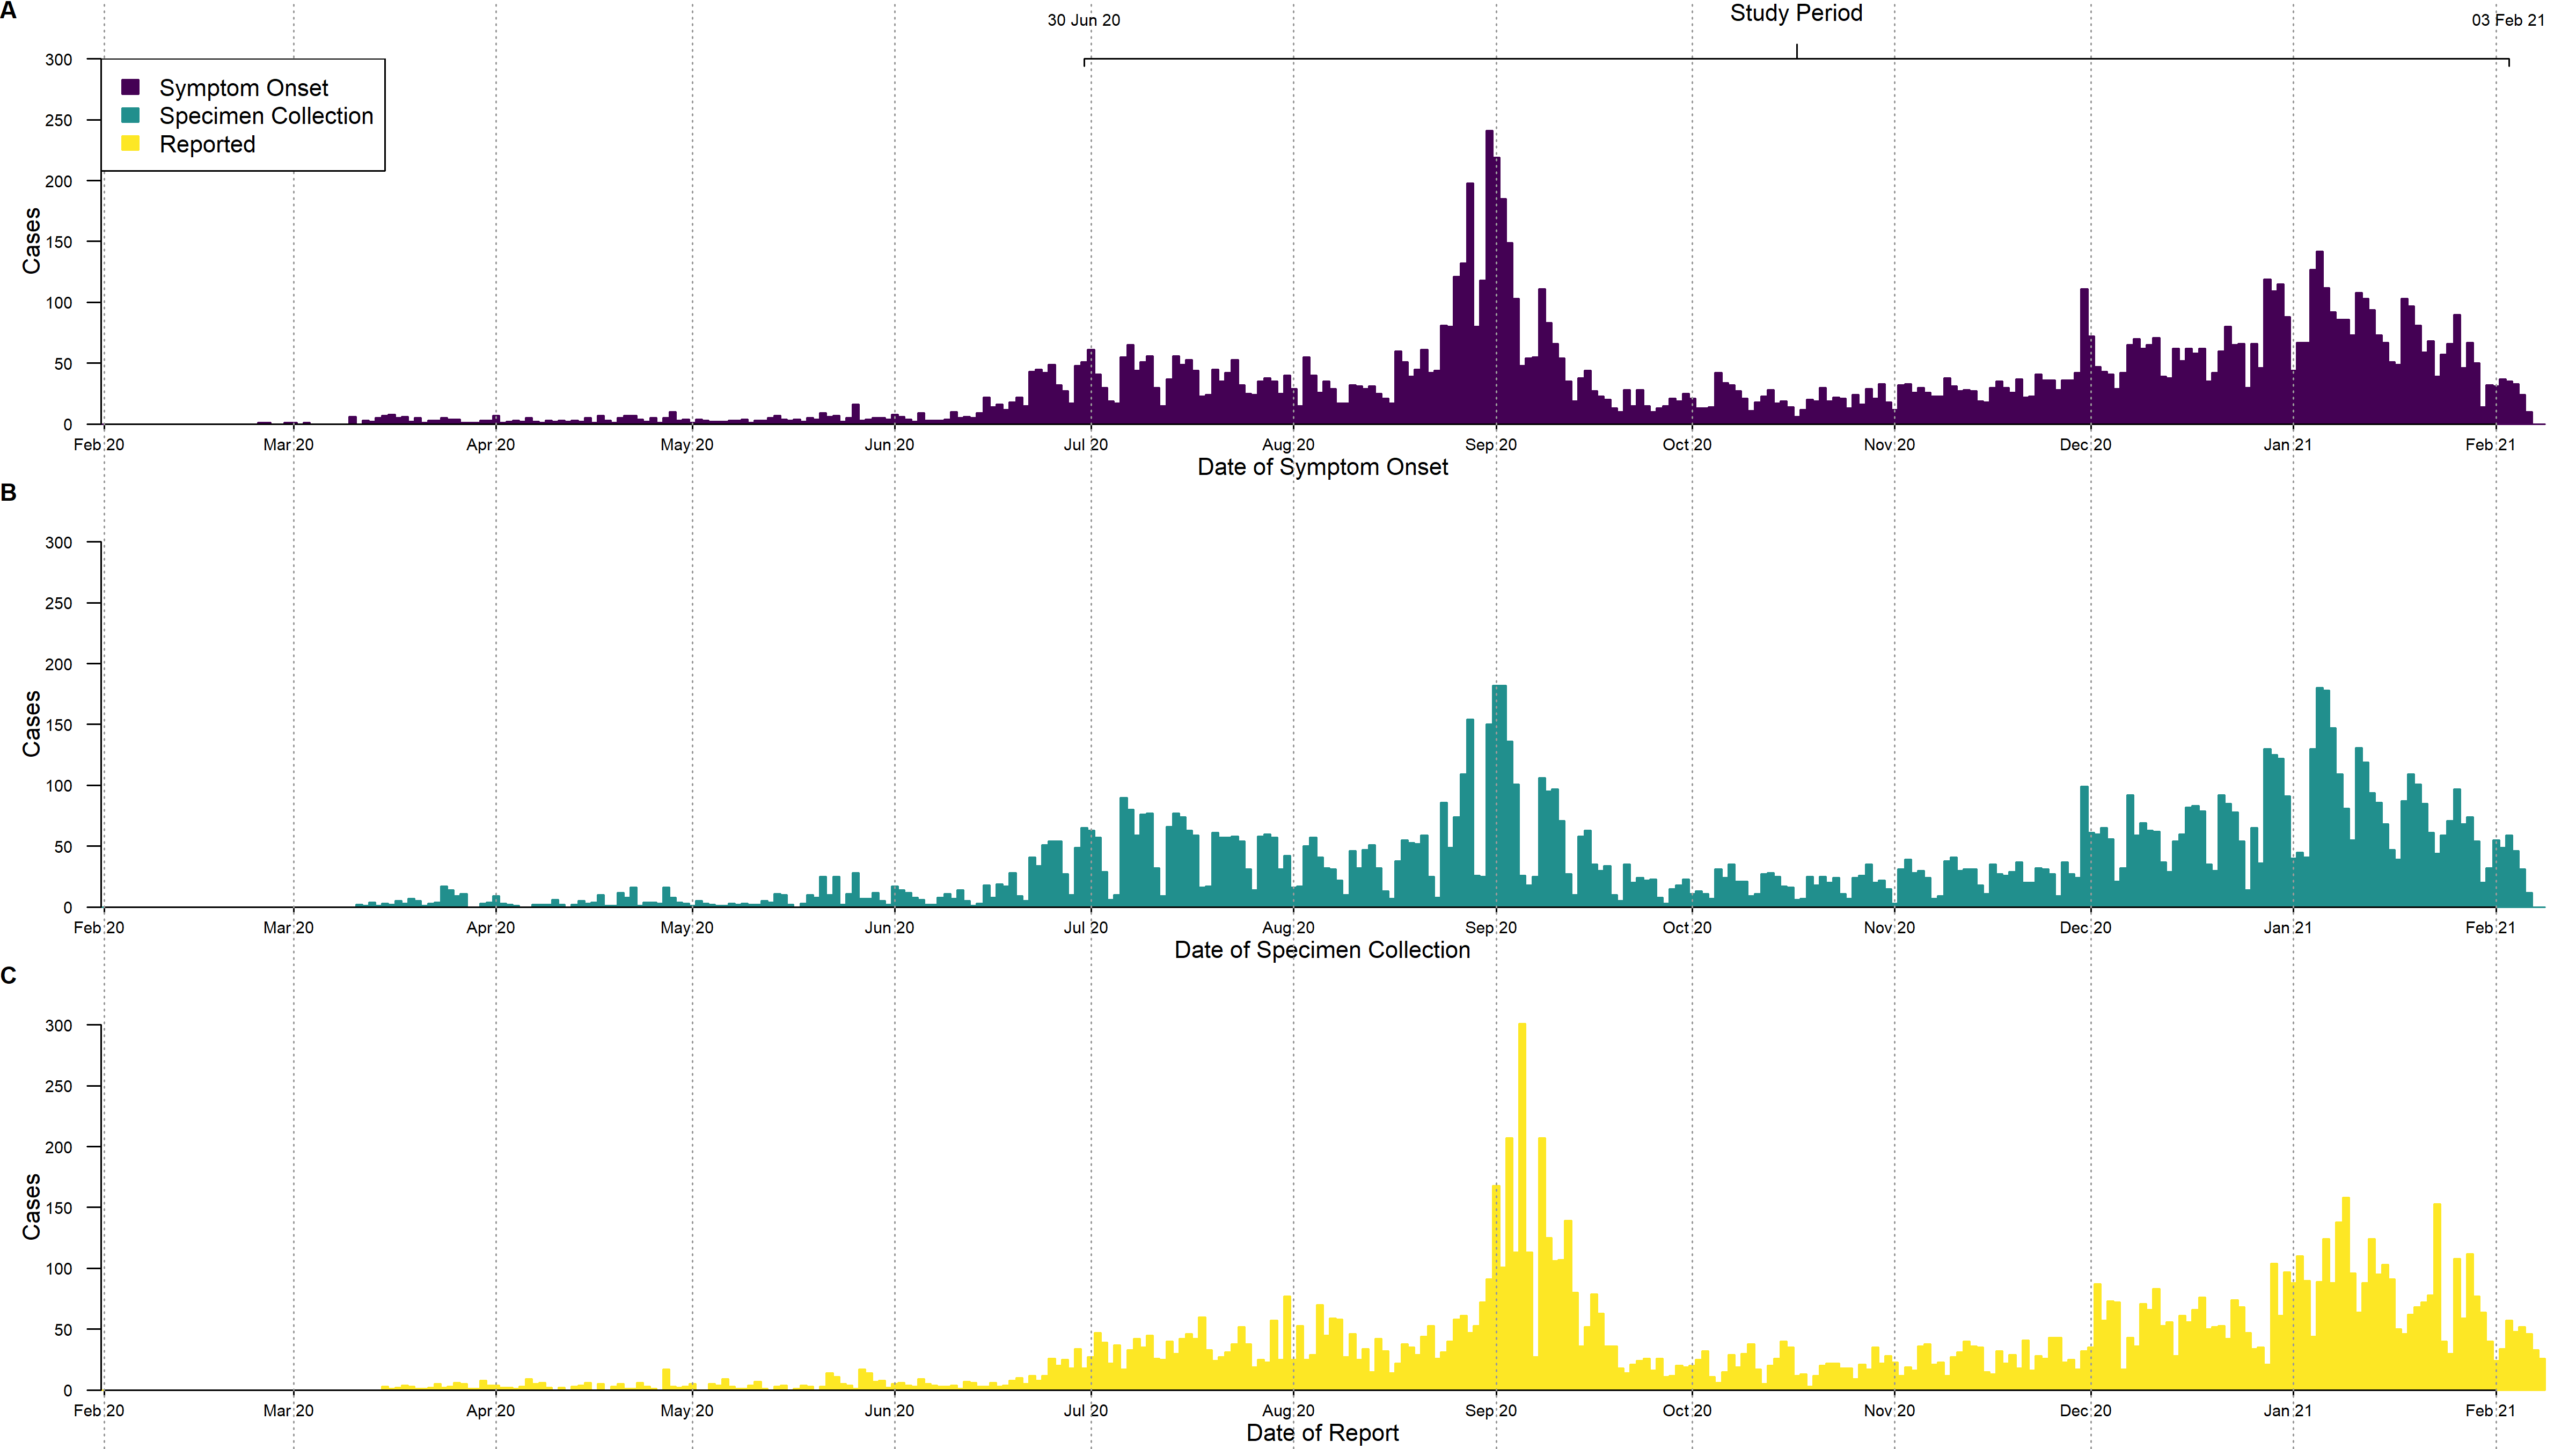 A
30 Jun 20
Study Period
03 Feb 21
Symptom Onset
Specimen Collection
Reported
Cases
300
250
200
150
100
50
0
Feb 20 Mar 20 Apr 20 May 20 Jun 20 Jul 20 Aug 20 Sep 20 Oct 20 Nov 20 Dec 20 Jan 21 Feb 21
Date of Symptom Onset
B
Cases
300
250
200
150
100
50
0
Feb 20 Mar 20 Apr 20 May 20 Jun 20 Jul 20 Aug 20 Sep 20 Oct 20 Nov 20 Dec 20 Jan 21 Feb 21
Date of Specimen Collection
C
Cases
300
250
200
150
100
50
0
Feb 20 Mar 20 Apr 20 May 20 Jun 20 Jul 20 Aug 20 Sep 20 Oct 20 Nov 20 Dec 20 Jan 21 Feb 21
Date of Report